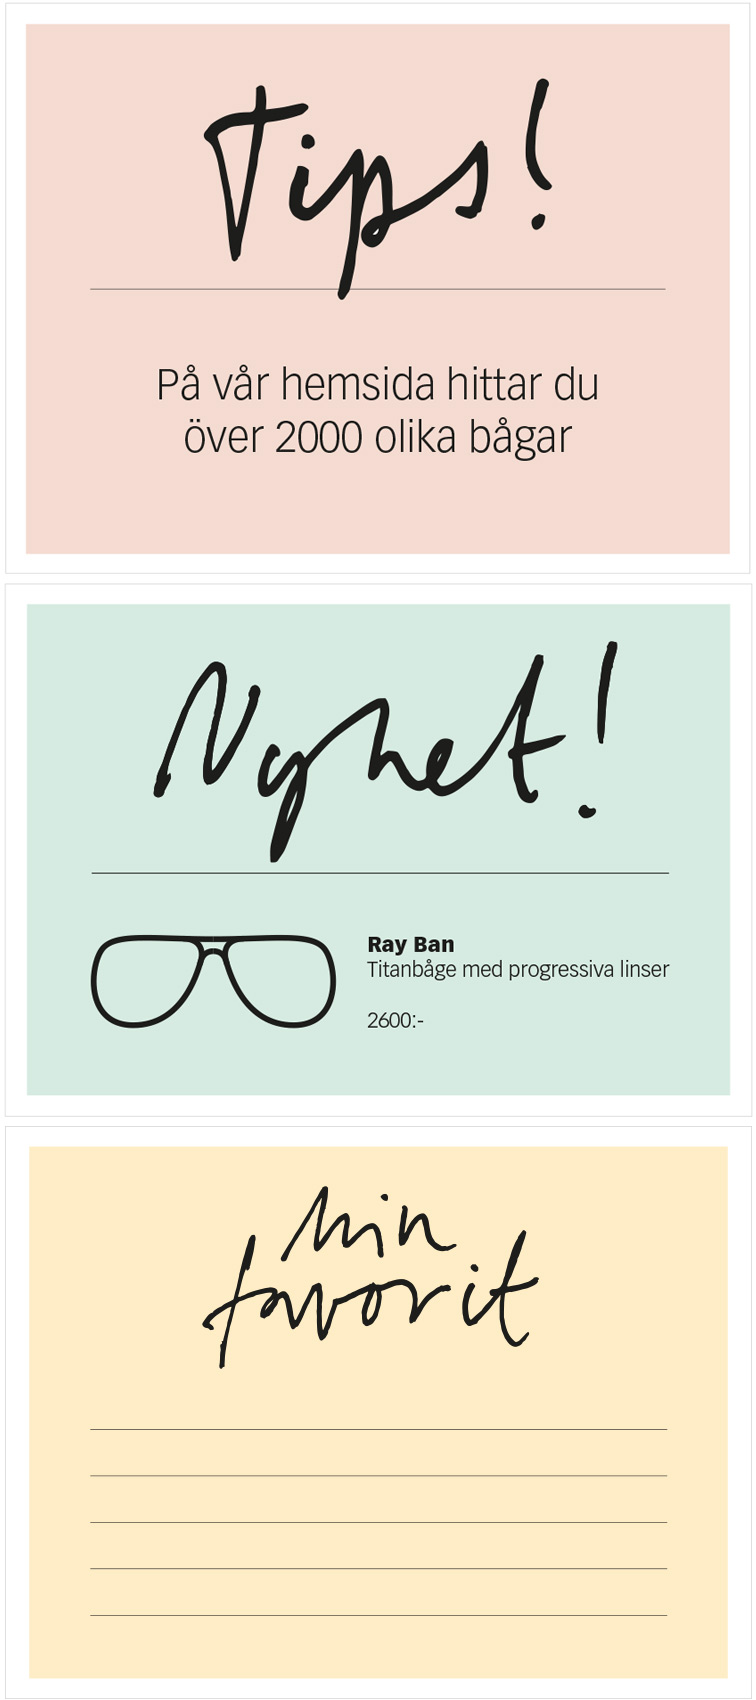 Tips!
På vår hemsida hittar du
över 2000 olika bågar
Nyhet!
Ray Ban
Titanbåge med progressiva linser
2600:-
Min
favorit